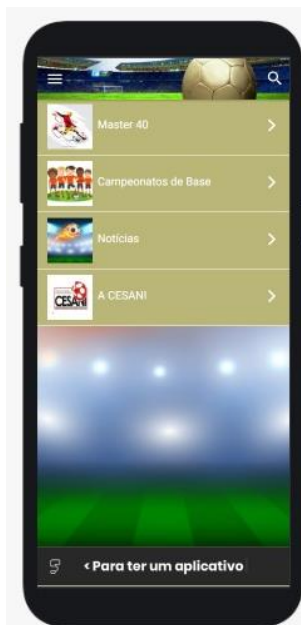 Master 40
Campeonatos de Base
Notícias
CESANI
A CESANI
< Para ter um aplicativo